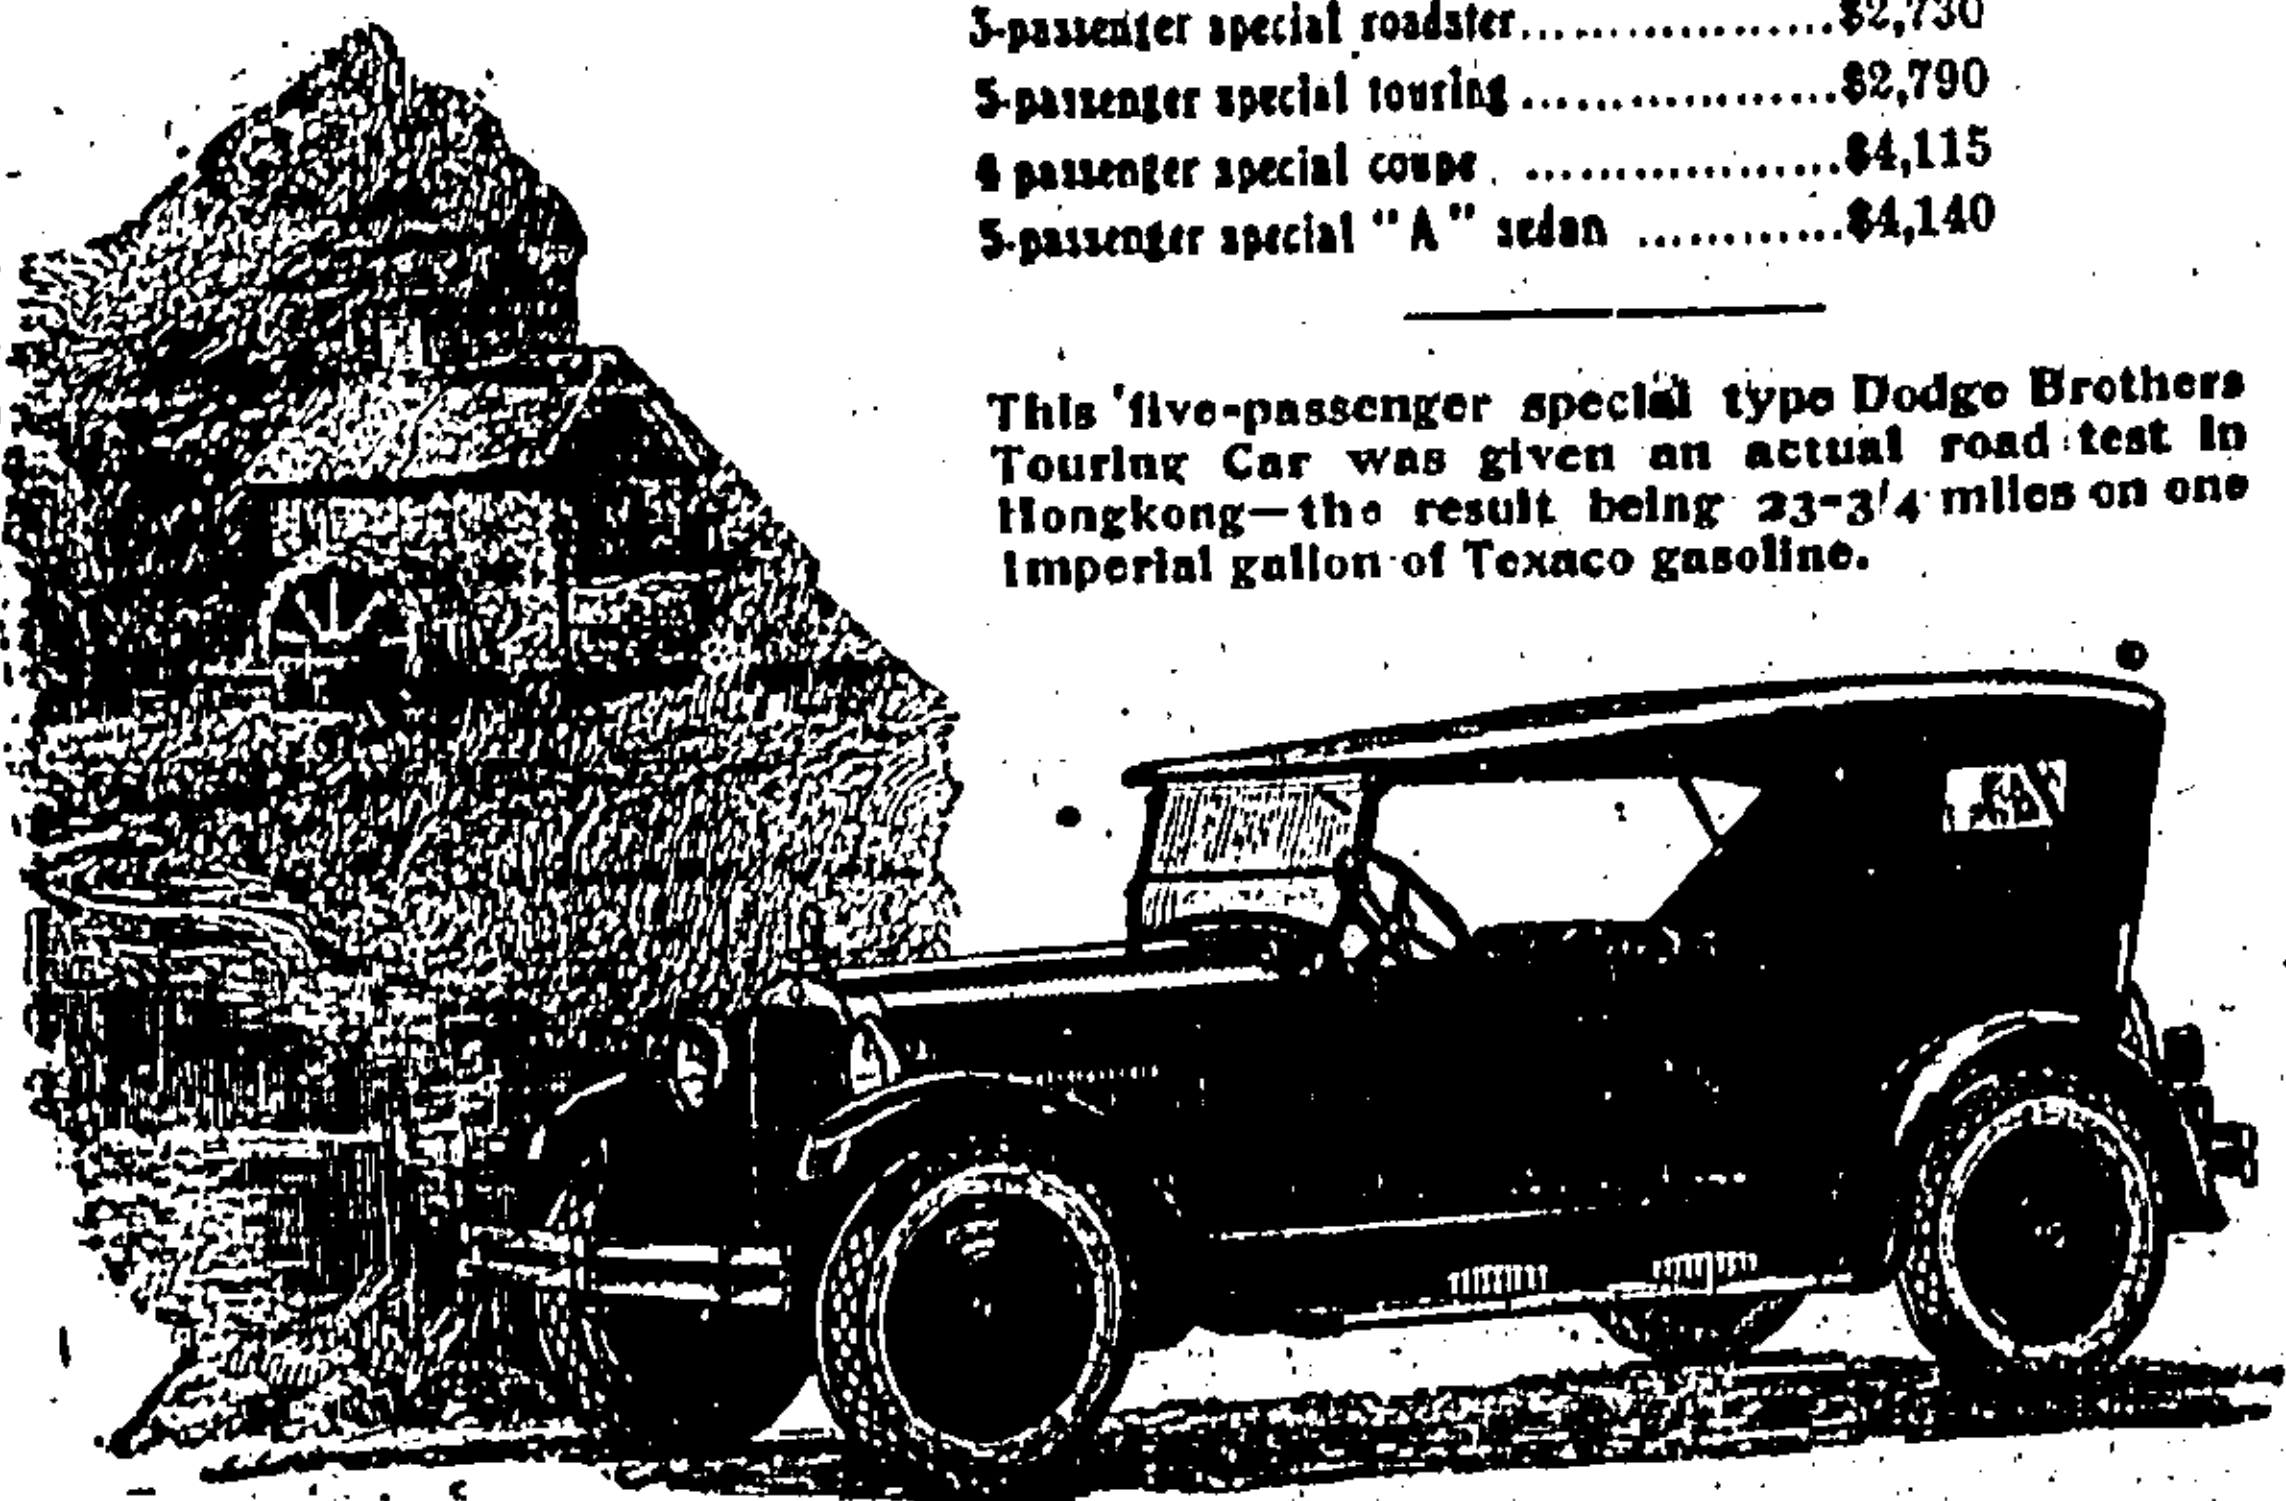 3-passenger special roadster..................$2,730
5-passenger special touring..................$2,790
4 passenger special coupe. ..................$4,115
5-passenger special "A" sedan ............$4,140
This five-passenger special type Dodge Brothers
Touring Car was given an actual road test in
Hongkong—the result being 23-3/4 miles on one
Imperial gallon of Texaco gasoline.